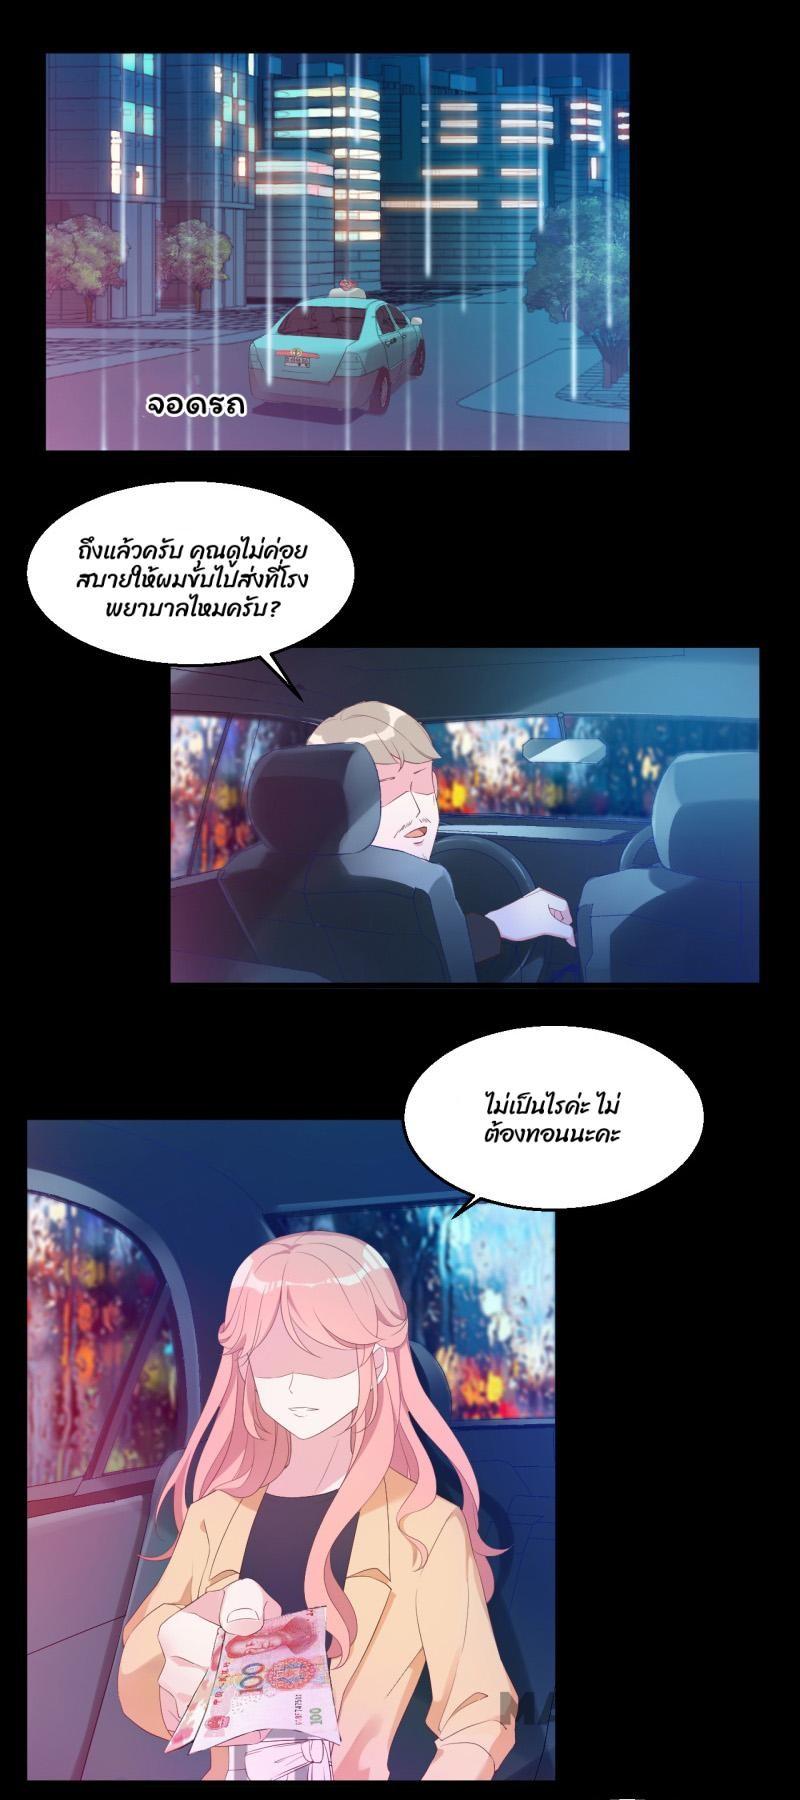 จอดรถ
ถึงแล้วครับ คุณดูไม่ค่อย
สบายให้ผมขับไปส่งที่โรง
พยาบาลไหมครับ?
ไม่เป็นไรค่ะ ไม่
ต้องทอนนะคะ
100
100
MA